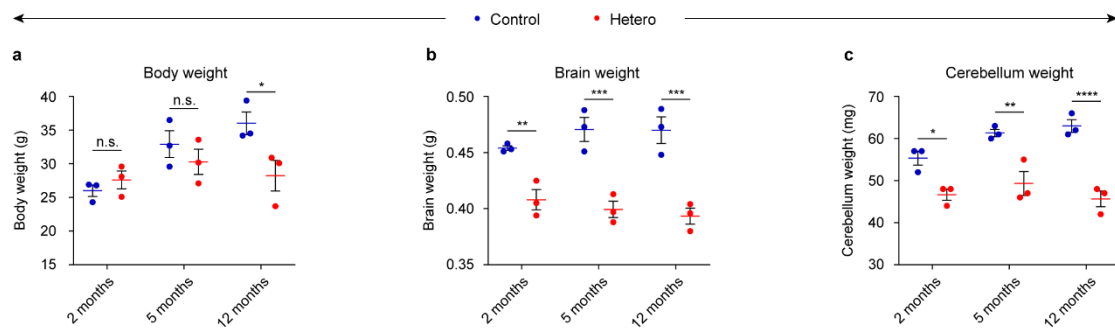 Control Hetero
a
Body weight
Body weight (g)
40
35
30
25
20
15
n.s.
n.s.
*
2 months
5 months
12 months
b
Brain weight
Brain weight (g)
0.50
0.45
0.40
0.35
**
***
***
2 months
5 months
12 months
c
Cerebellum weight
Cerebellum weight (mg)
70
60
50
40
30
*
**
****
2 months
5 months
12 months